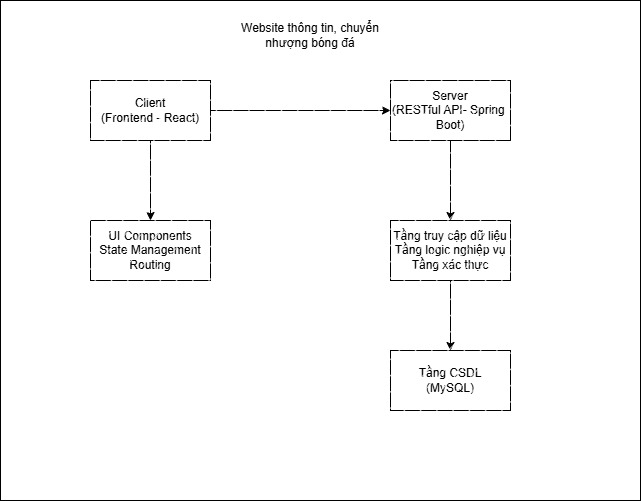 Website thông tin, chuyển
nhượng bóng đá
Client
(Frontend - React)
Server
(RESTful API- Spring
Boot)
UI Components
State Management
Routing
Tầng truy cập dữ liệu
Tầng logic nghiệp vụ
Tầng xác thực
Tầng CSDL
(MySQL)